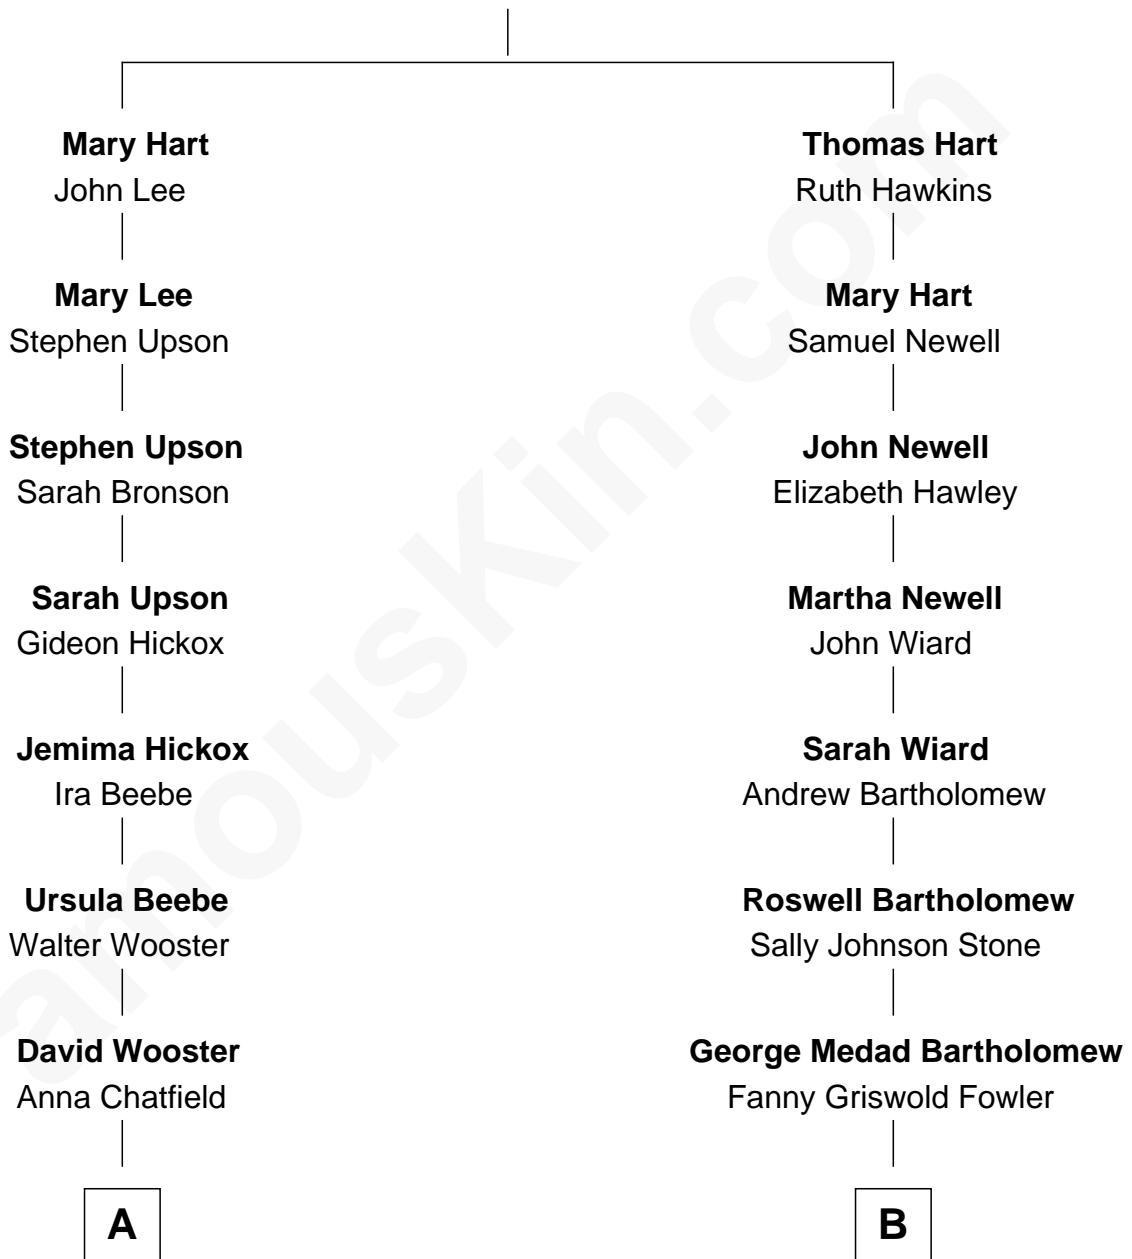 Mary Hart
John Lee
Mary Lee
Stephen Upson
Stephen Upson
Sarah Bronson
Sarah Upson
Gideon Hickox
Jemima Hickox
Ira Beebe
Ursula Beebe
Walter Wooster
David Wooster
Anna Chatfield
A
Thomas Hart
Ruth Hawkins
Mary Hart
Samuel Newell
John Newell
Elizabeth Hawley
Martha Newell
John Wiard
Sarah Wiard
Andrew Bartholomew
Roswell Bartholomew
Sally Johnson Stone
George Medad Bartholomew
Fanny Griswold Fowler
B
amouskin.com